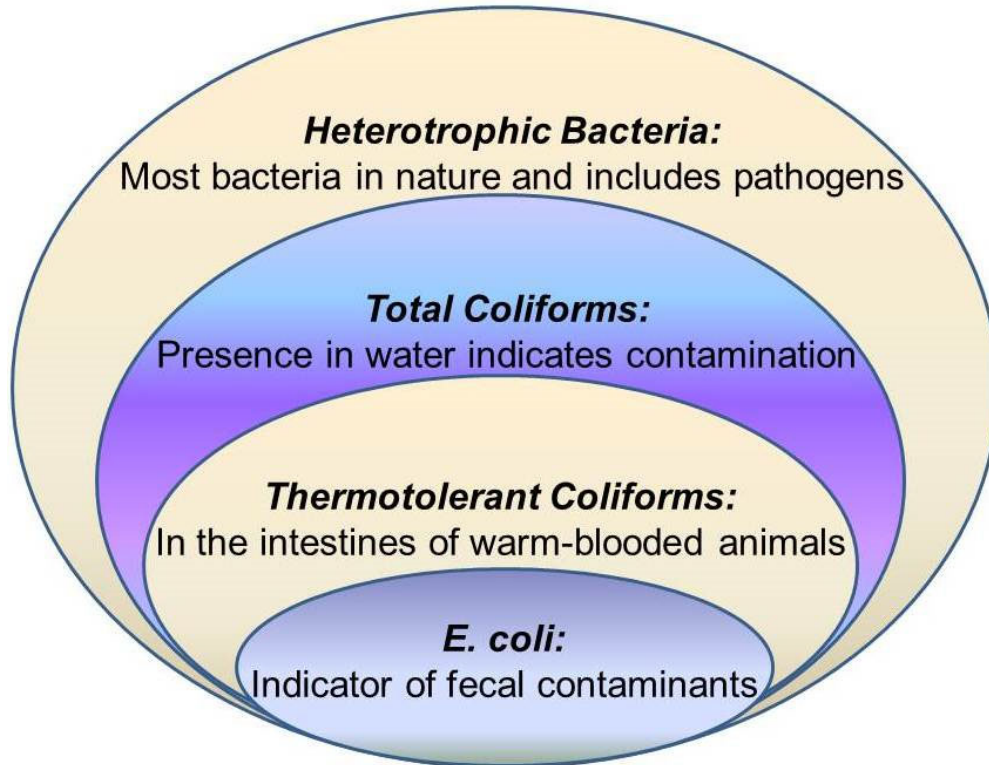 Heterotrophic Bacteria:
Most bacteria in nature and includes pathogens
Total Coliforms:
Presence in water indicates contamination
Thermotolerant Coliforms:
In the intestines of warm-blooded animals
E. coli:
Indicator of fecal contaminants